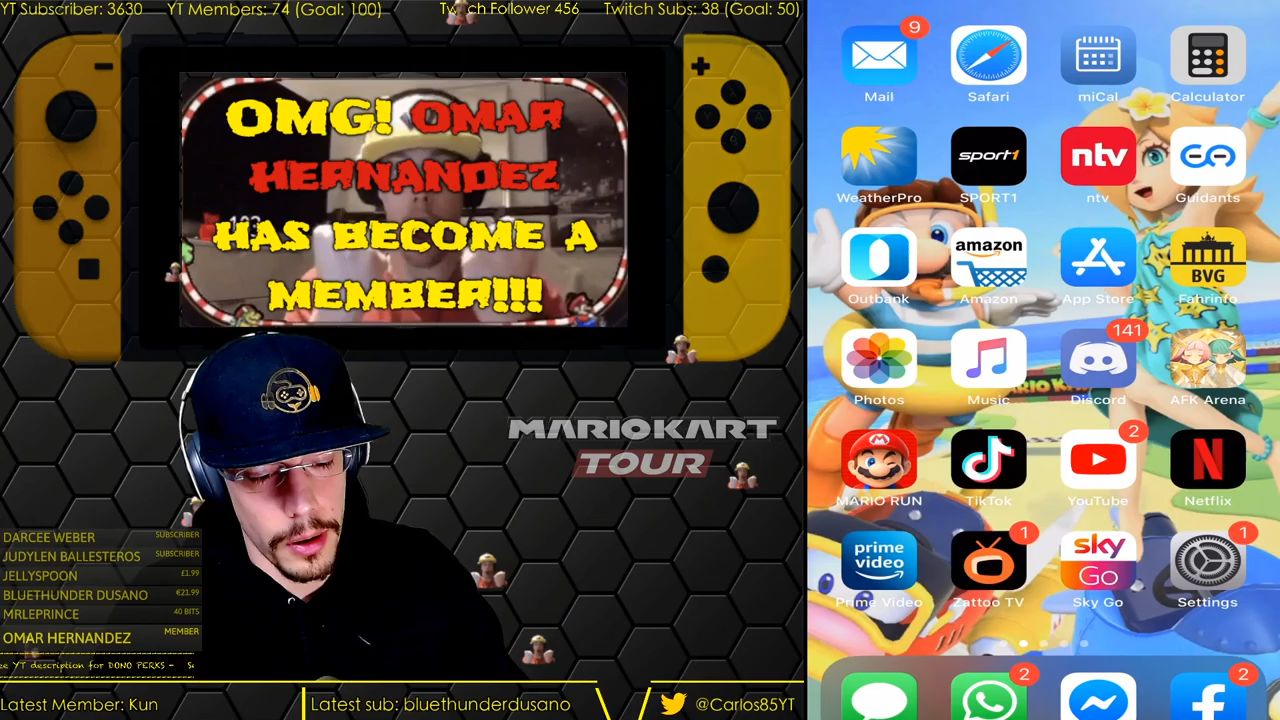 YT Subscriber: 3630
YT Members: 74 (Goal: 100)
Twitch Follower 456
Twitch Subs: 38 (Goal: 50)
OMG! OMAR
HERNANDEZ
HAS BECOME A
MEMBER!!!
MARIOKART
TOUR
DARCEE WEBER SUBSCRIBER
JUDYLEN BALLESTEROS SUBSCRIBER
JELLYSPOON £1.99
BLUETHUNDER DUSANO €21.99
MRLEPRINCE 40 BITS
OMAR HERNANDEZ MEMBER
YT description for DONO PERKS -
Latest Member: Kun
Latest sub: bluethunderdusano
@Carlos85YT
9
Mail
Safari
miCal
Calculator
sport1
ntv
WeatherPro
SPORT1
ntv
Guidants
amazon
BVG
Outbank
Amazon
App Store
Fahrinfo
141
Photos
Music
Discord
AFK Arena
2
MARIO RUN
TikTok
YouTube
Netflix
1
1
prime
video
sky
Go
Prime Video
Zattoo TV
Sky Go
Settings
2
2